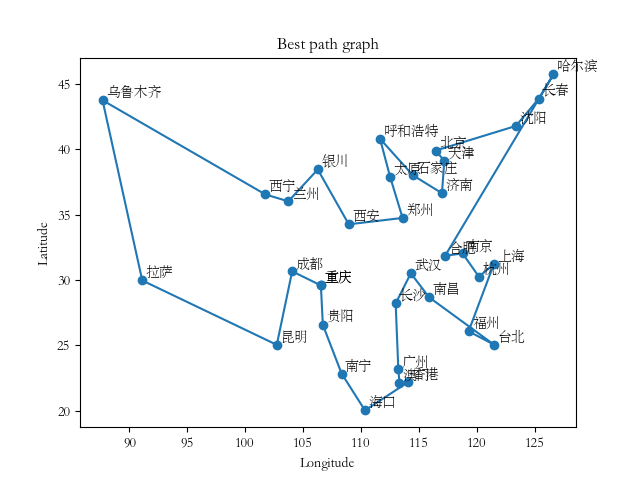 Best path graph
哈尔滨
45
乌鲁木齐
长春
沈阳
呼和浩特
40
北京
天津
银川
太原
石家庄
西宁
兰州
济南
35
西安
郑州
Latitude
合肥
南京
上海
拉萨
成都
武汉
杭州
30
重庆
长沙
南昌
贵阳
福州
25
昆明
台北
南宁
广州
香港
海口
20
90
95
100
105
110
115
120
125
Longitude